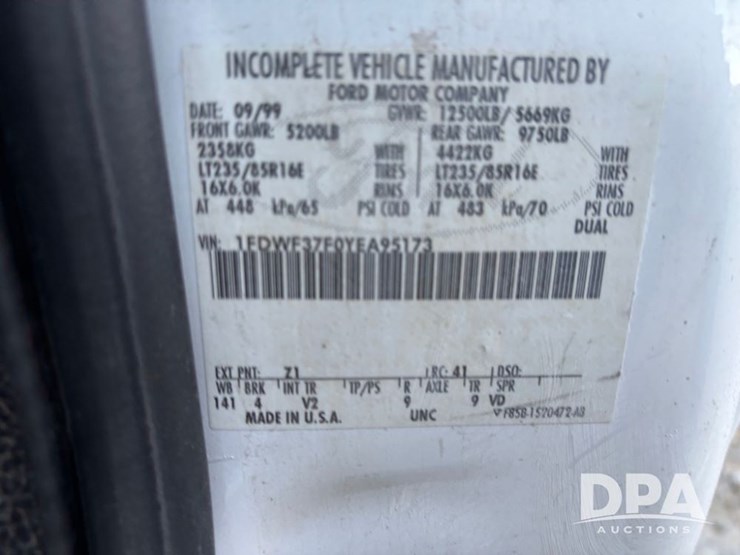 INCOMPLETE VEHICLE MANUFACTURED BY
FORD MOTOR COMPANY
DATE: 09/99 GVWR: 12500LB/ 5669KG
FRONT GAWR: 5200LB REAR GAWR: 9750LB
2358KG WITH 4422KG WITH
LT235/85R16E TIRES LT235/85R16E TIRES
16X6.0K RIMS 16X6.0K RIMS
AT 448 kPa/65 PSI COLD AT 483 kPa/70 PSI COLD
DUAL
VIN: 1FDWF37F0YEA95173
EXT PNT: Z1 RC: 41 DSO:
WB BRK INT TR TP/PS R AXLE TR SPR
141 4 V2 9 9 VD
MADE IN U.S.A. UNC F85B-1520472-AB
DPA
AUCTIONS